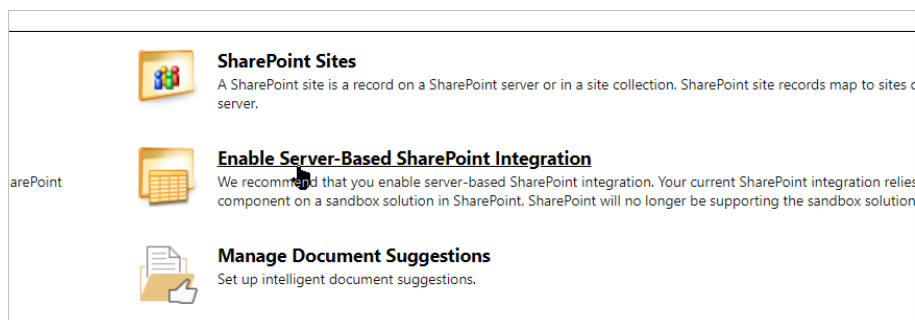 SharePoint Sites
A SharePoint site is a record on a SharePoint server or in a site collection. SharePoint site records map to sites
server.
Enable Server-Based SharePoint Integration
arePoint
We recommend that you enable server-based SharePoint integration. Your current SharePoint integration relies
component on a sandbox solution in SharePoint. SharePoint will no longer be supporting the sandbox solution
Manage Document Suggestions
Set up intelligent document suggestions.